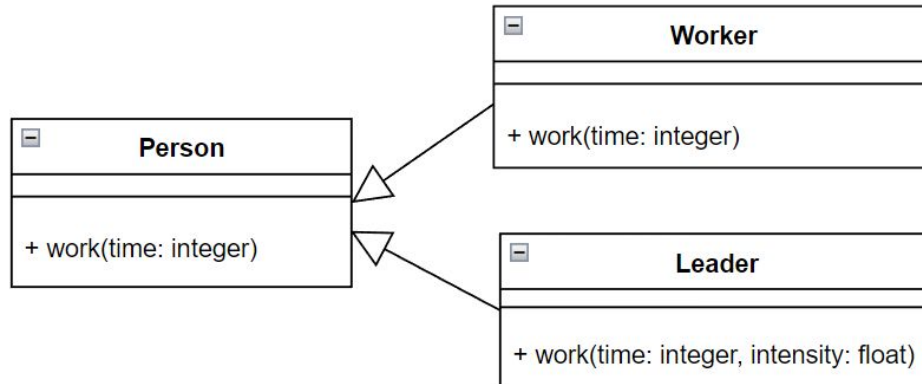 Person
+ work(time: integer)
Worker
+ work(time: integer)
Leader
+ work(time: integer, intensity: float)